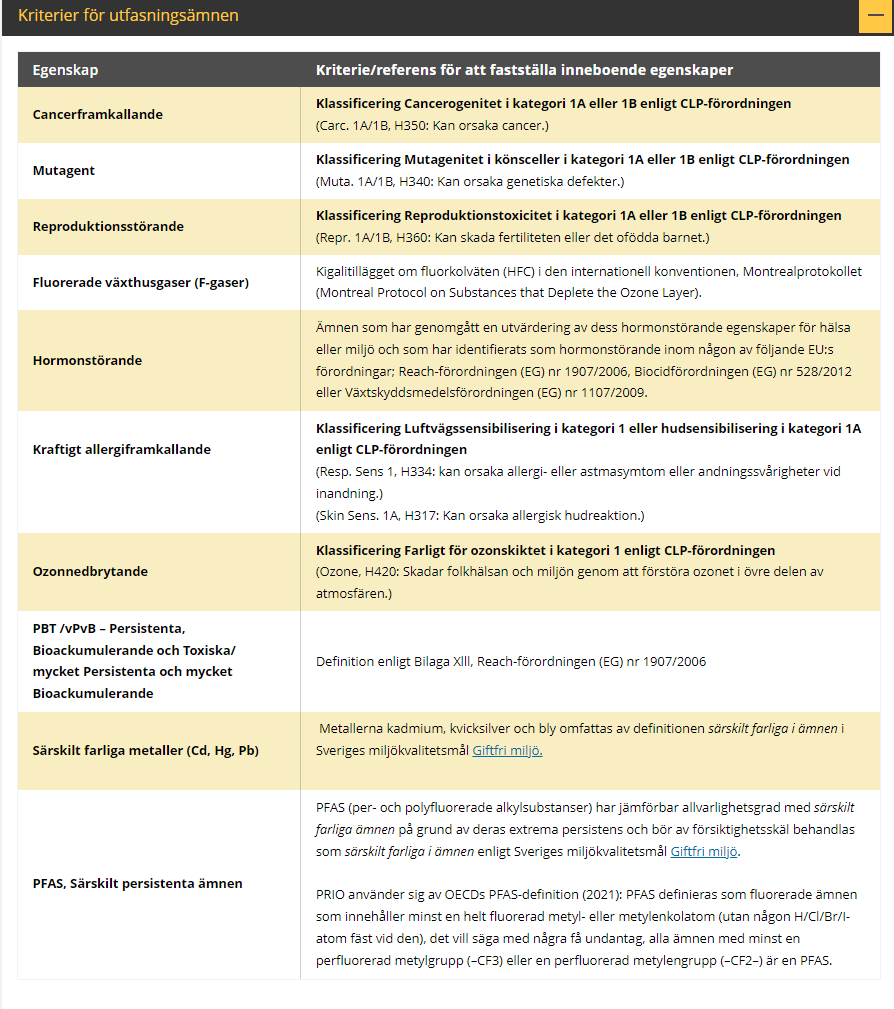 Kriterier för utfasningsämnen
Egenskap
Kriterie/referens för att fastställa inneboende egenskaper
Cancerframkallande
Klassificering Cancerogenitet i kategori 1A eller 1B enligt CLP-förordningen
(Carc. 1A/1B, H350: Kan orsaka cancer.)
Mutagent
Klassificering Mutagenitet i könsceller i kategori 1A eller 1B enligt CLP-förordningen
(Muta. 1A/1B, H340: Kan orsaka genetiska defekter.)
Reproduktionsstörande
Klassificering Reproduktionstoxicitet i kategori 1A eller 1B enligt CLP-förordningen
(Repr. 1A/1B, H360: Kan skada fertiliteten eller det ofödda barnet.)
Fluorerade växthusgaser (F-gaser)
Kigalitillägget om fluorkolväten (HFC) i den internationell konventionen, Montrealprotokollet
(Montreal Protocol on Substances that Deplete the Ozone Layer).
Hormonstörande
Ämnen som har genomgått en utvärdering av dess hormonstörande egenskaper för hälsa
eller miljö och som har identifierats som hormonstörande inom någon av följande EU:s
förordningar; Reach-förordningen (EG) nr 1907/2006, Biocidförordningen (EG) nr 528/2012
eller Växtskyddsmedelsförordningen (EG) nr 1107/2009.
Kraftigt allergiframkallande
Klassificering Luftvägssensibilisering i kategori 1 eller hudsensibilisering i kategori 1A
enligt CLP-förordningen
(Resp. Sens 1, H334: kan orsaka allergi- eller astmasymtom eller andningssvårigheter vid
inandning.)
(Skin Sens. 1A, H317: Kan orsaka allergisk hudreaktion.)
Ozonnedbrytande
Klassificering Farligt för ozonskiktet i kategori 1 enligt CLP-förordningen
(Ozone, H420: Skadar folkhälsan och miljön genom att förstöra ozonet i övre delen av
atmosfären.)
PBT /vPvB – Persistenta,
Bioackumulerande och Toxiska/
mycket Persistenta och mycket
Bioackumulerande
Definition enligt Bilaga Xlll, Reach-förordningen (EG) nr 1907/2006
Särskilt farliga metaller (Cd, Hg, Pb)
Metallerna kadmium, kvicksilver och bly omfattas av definitionen särskilt farliga i ämnen i
Sveriges miljökvalitetsmål Giftfri miljö.
PFAS, Särskilt persistenta ämnen
PFAS (per- och polyfluorerade alkylsubstanser) har jämförbar allvarlighetsgrad med särskilt
farliga ämnen på grund av deras extrema persistens och bör av försiktighetsskäl behandlas
som särskilt farliga i ämnen enligt Sveriges miljökvalitetsmål Giftfri miljö.
PRIO använder sig av OECDs PFAS-definition (2021): PFAS definieras som fluorerade ämnen
som innehåller minst en helt fluorerad metyl- eller metylenkolatom (utan någon H/Cl/Br/I-
atom fäst vid den), det vill säga med några få undantag, alla ämnen med minst en
perfluorerad metylgrupp (–CF3) eller en perfluorerad metylengrupp (–CF2–) är en PFAS.